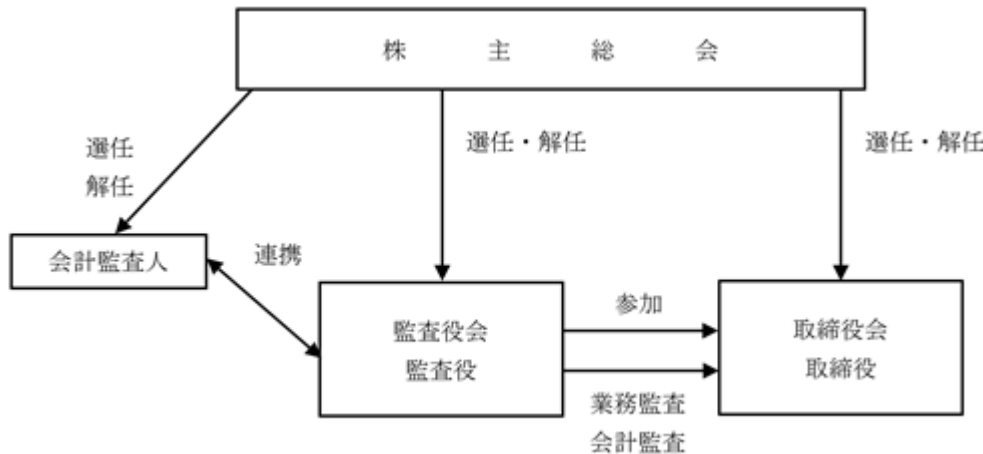 株主総会
選任
解任
選任・解任
選任・解任
会計監査人
連携
監査役会
監査役
参加
業務監査
会計監査
取締役会
取締役